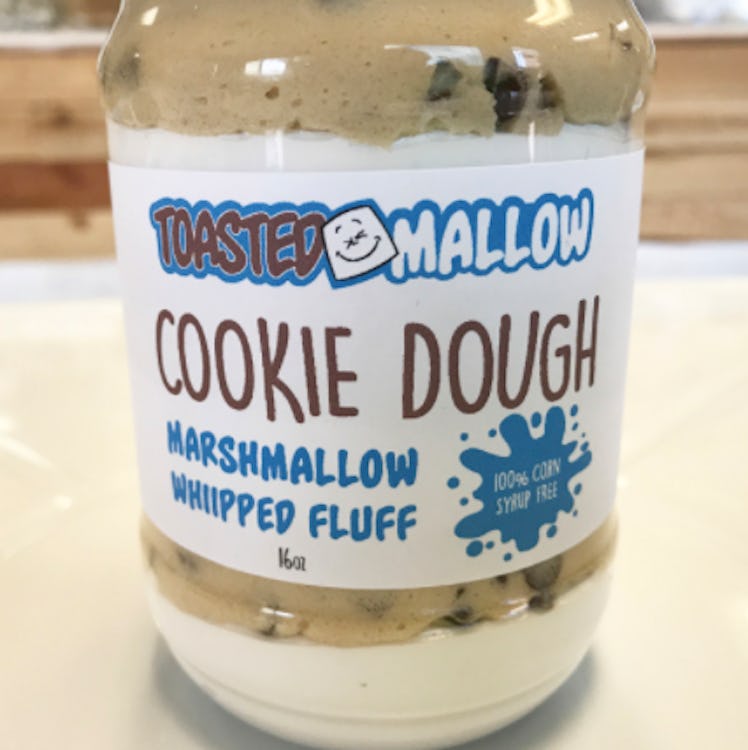 TOASTED MALLOW
COOKIE DOUGH
MARSHMALLOW
WHIIPPED FLUFF
100% CORN
SYRUP FREE
16oz